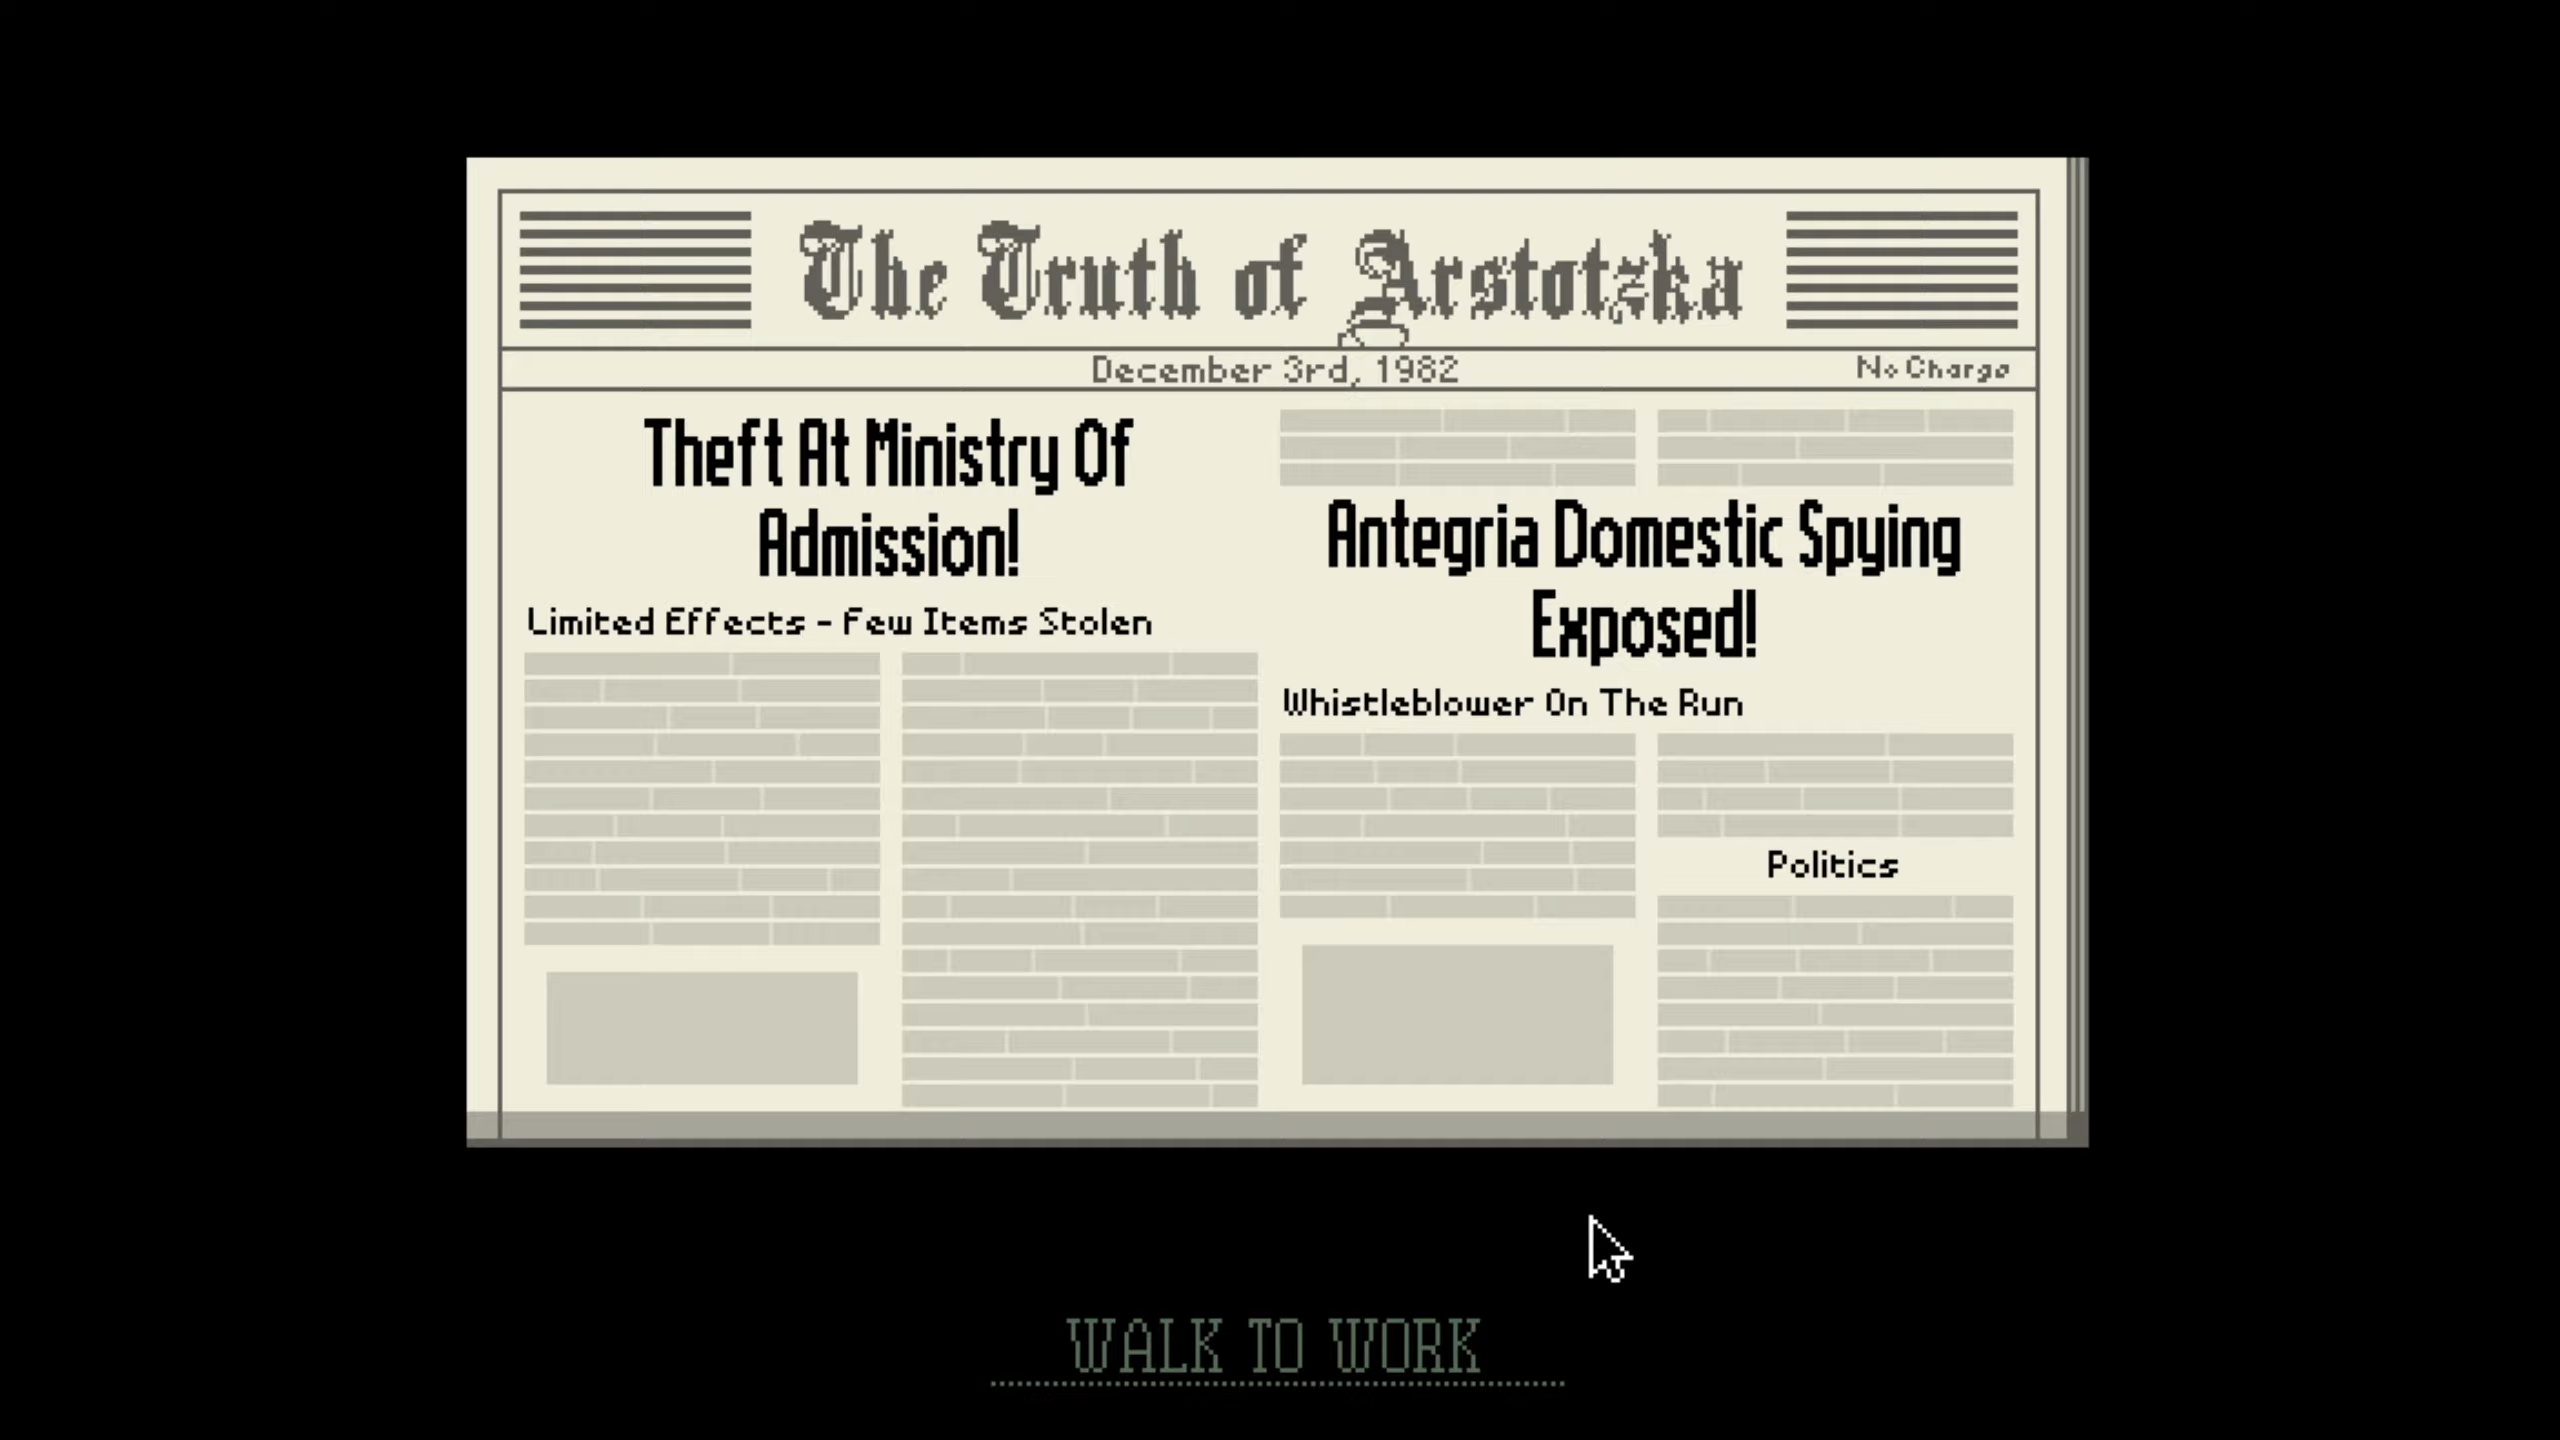 The Truth of Arstotzka
December 3rd, 1982
No Charge
Theft At Ministry Of
Admission!
Limited Effects - Few Items Stolen
Antegria Domestic Spying
Exposed!
Whistleblower On The Run
Politics
WALK TO WORK